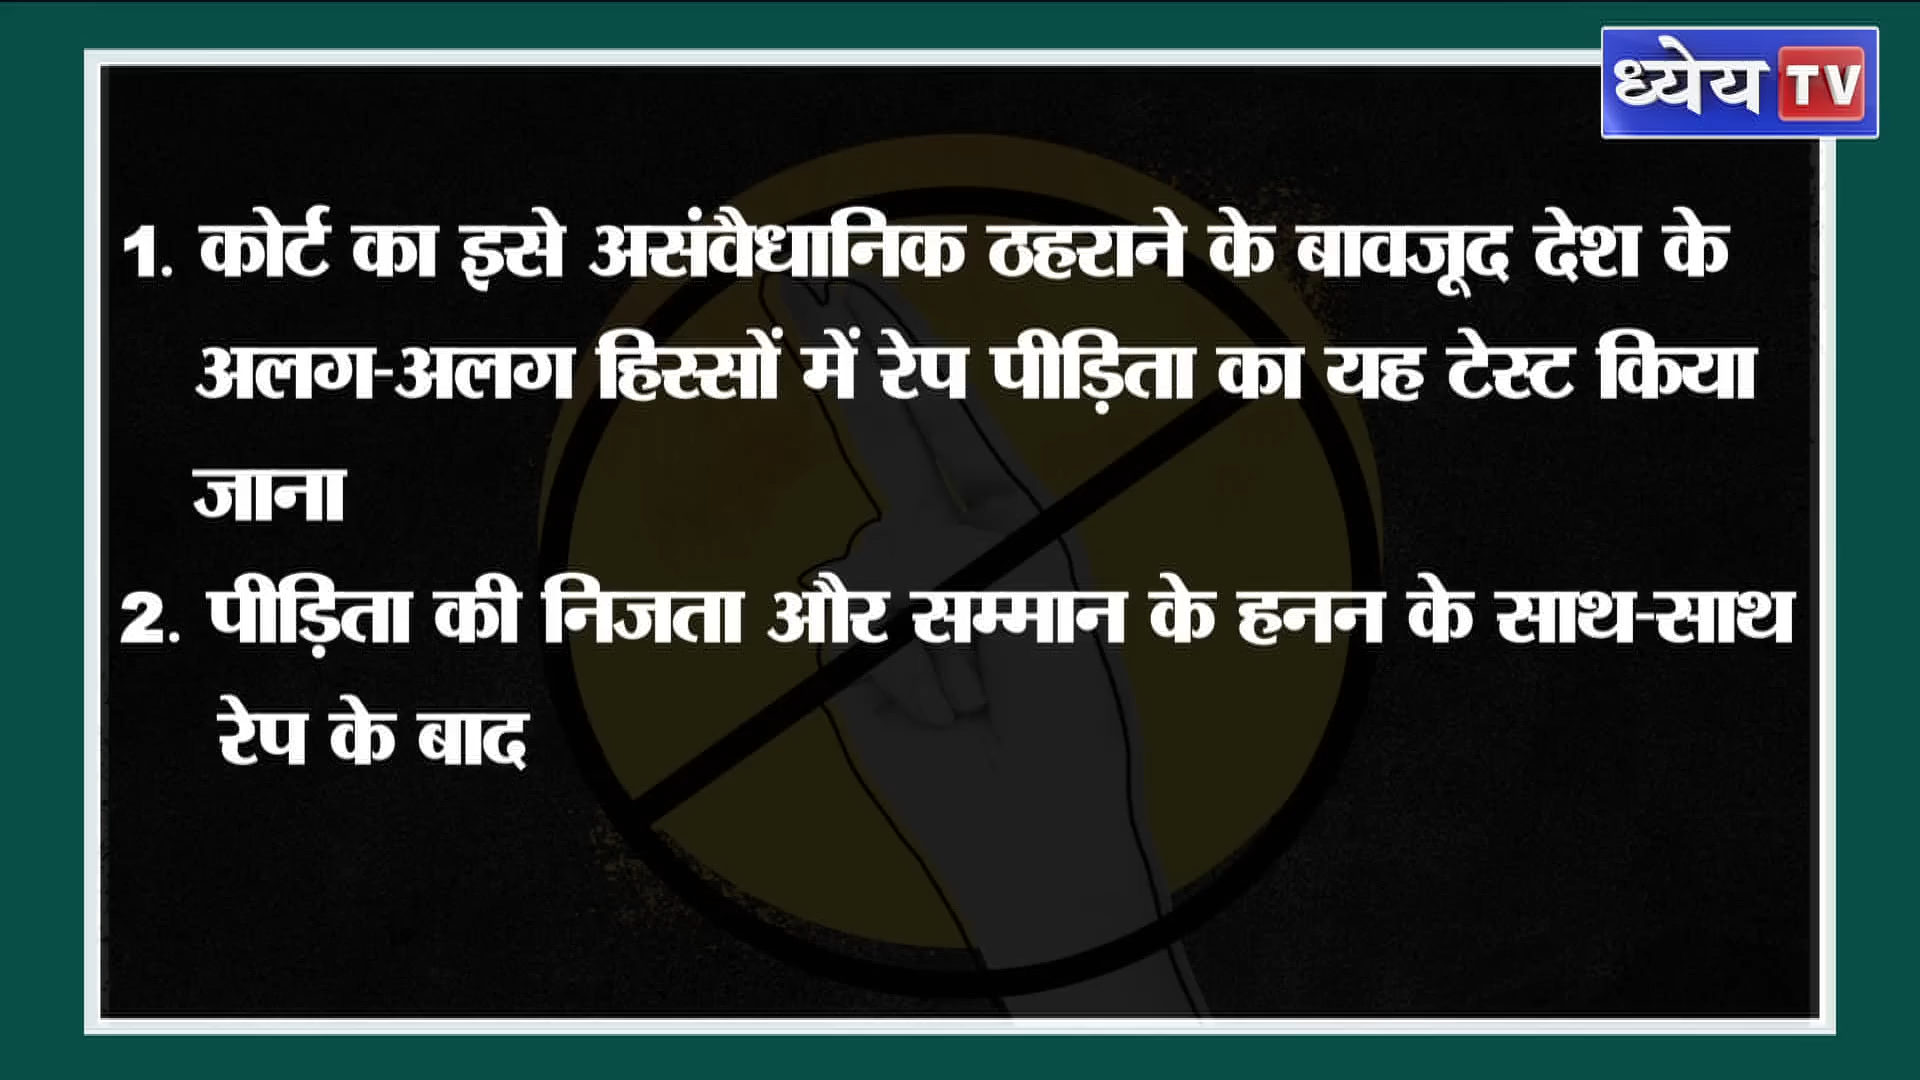 ध्येय TV
1. कोर्ट का इसे असंवैधानिक ठहराने के बावजूद देश के
अलग-अलग हिस्सों में रेप पीड़िता का यह टेस्ट किया
जाना
2. पीड़िता की निजता और सम्मान के हनन के साथ-साथ
रेप के बाद